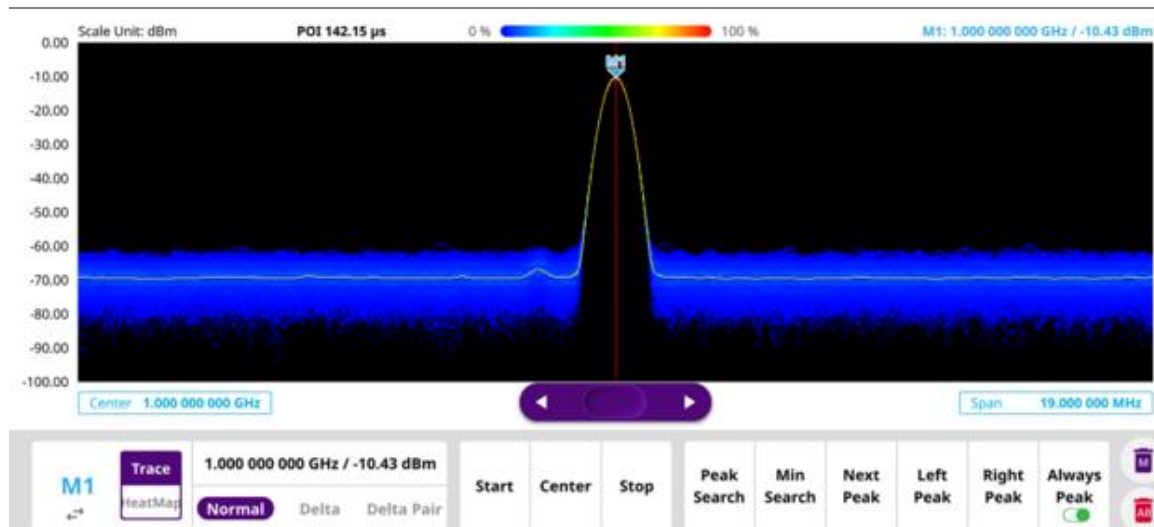 Scale Unit: dBm POI 142.15 µs 0 % 100 % M1: 1.000 000 000 GHz / -10.43 dBm
0.00
M1
-10.00
-20.00
-30.00
-40.00
-50.00
-60.00
-70.00
-80.00
-90.00
-100.00
Center 1.000 000 000 GHz Span 19.000 000 MHz
M1
Trace
HeatMap
1.000 000 000 GHz / -10.43 dBm
Normal Delta Delta Pair
Start Center Stop
Peak Search
Min Search
Next Peak
Left Peak
Right Peak
Always Peak
M
All